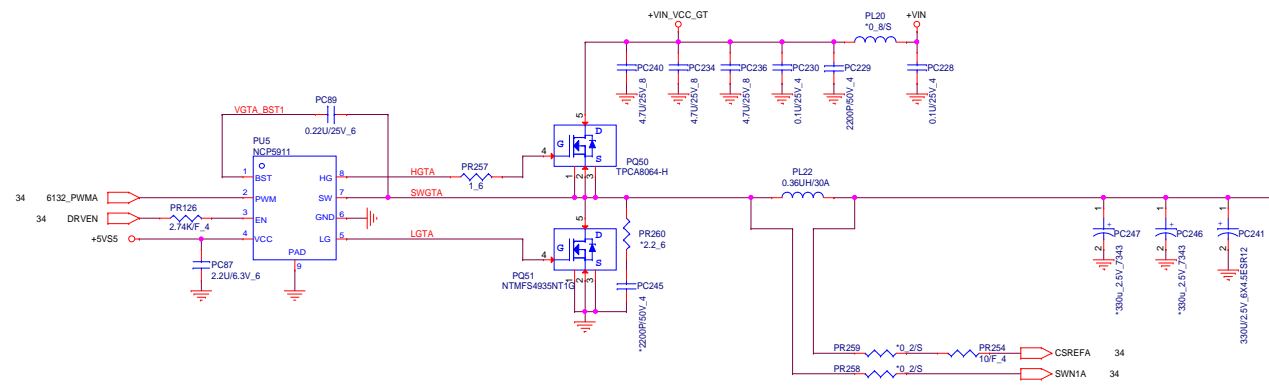 +VIN_VCC_GT
PL20
*0_8/S
+VIN
PC240
4.7U/25V_8
PC234
4.7U/25V_8
PC236
4.7U/25V_8
PC230
0.1U/25V_4
PC229
2200P/50V_4
PC228
0.1U/25V_4
VGTA_BST1
PC89
0.22U/25V_6
PU5
NCP5911
1
BST
2
PWM
3
EN
4
VCC
HG
8
SW
7
GND
6
LG
5
PAD
9
34
6132_PWMA
34
DRVEN
PR126
2.74K/F_4
+5VS5
PC87
2.2U/6.3V_6
HGTA
PR257
1_6
SWGTA
LGTA
5
D
G
S
4
1
2
3
PQ50
TPCA8064-H
5
D
G
S
4
1
2
3
PQ51
NTMFS4935NT1G
PR260
*2.2_6
PC245
*2200P/50V_4
PL22
0.36UH/30A
1
+
PC247
2
*330u_2.5V_7343
1
+
PC246
2
*330u_2.5V_7343
1
+
PC241
2
330U/2.5V_6X4.5ESR12
PR259
*0_2/S
PR254
10/F_4
CSREFA
34
PR258
*0_2/S
SWN1A
34